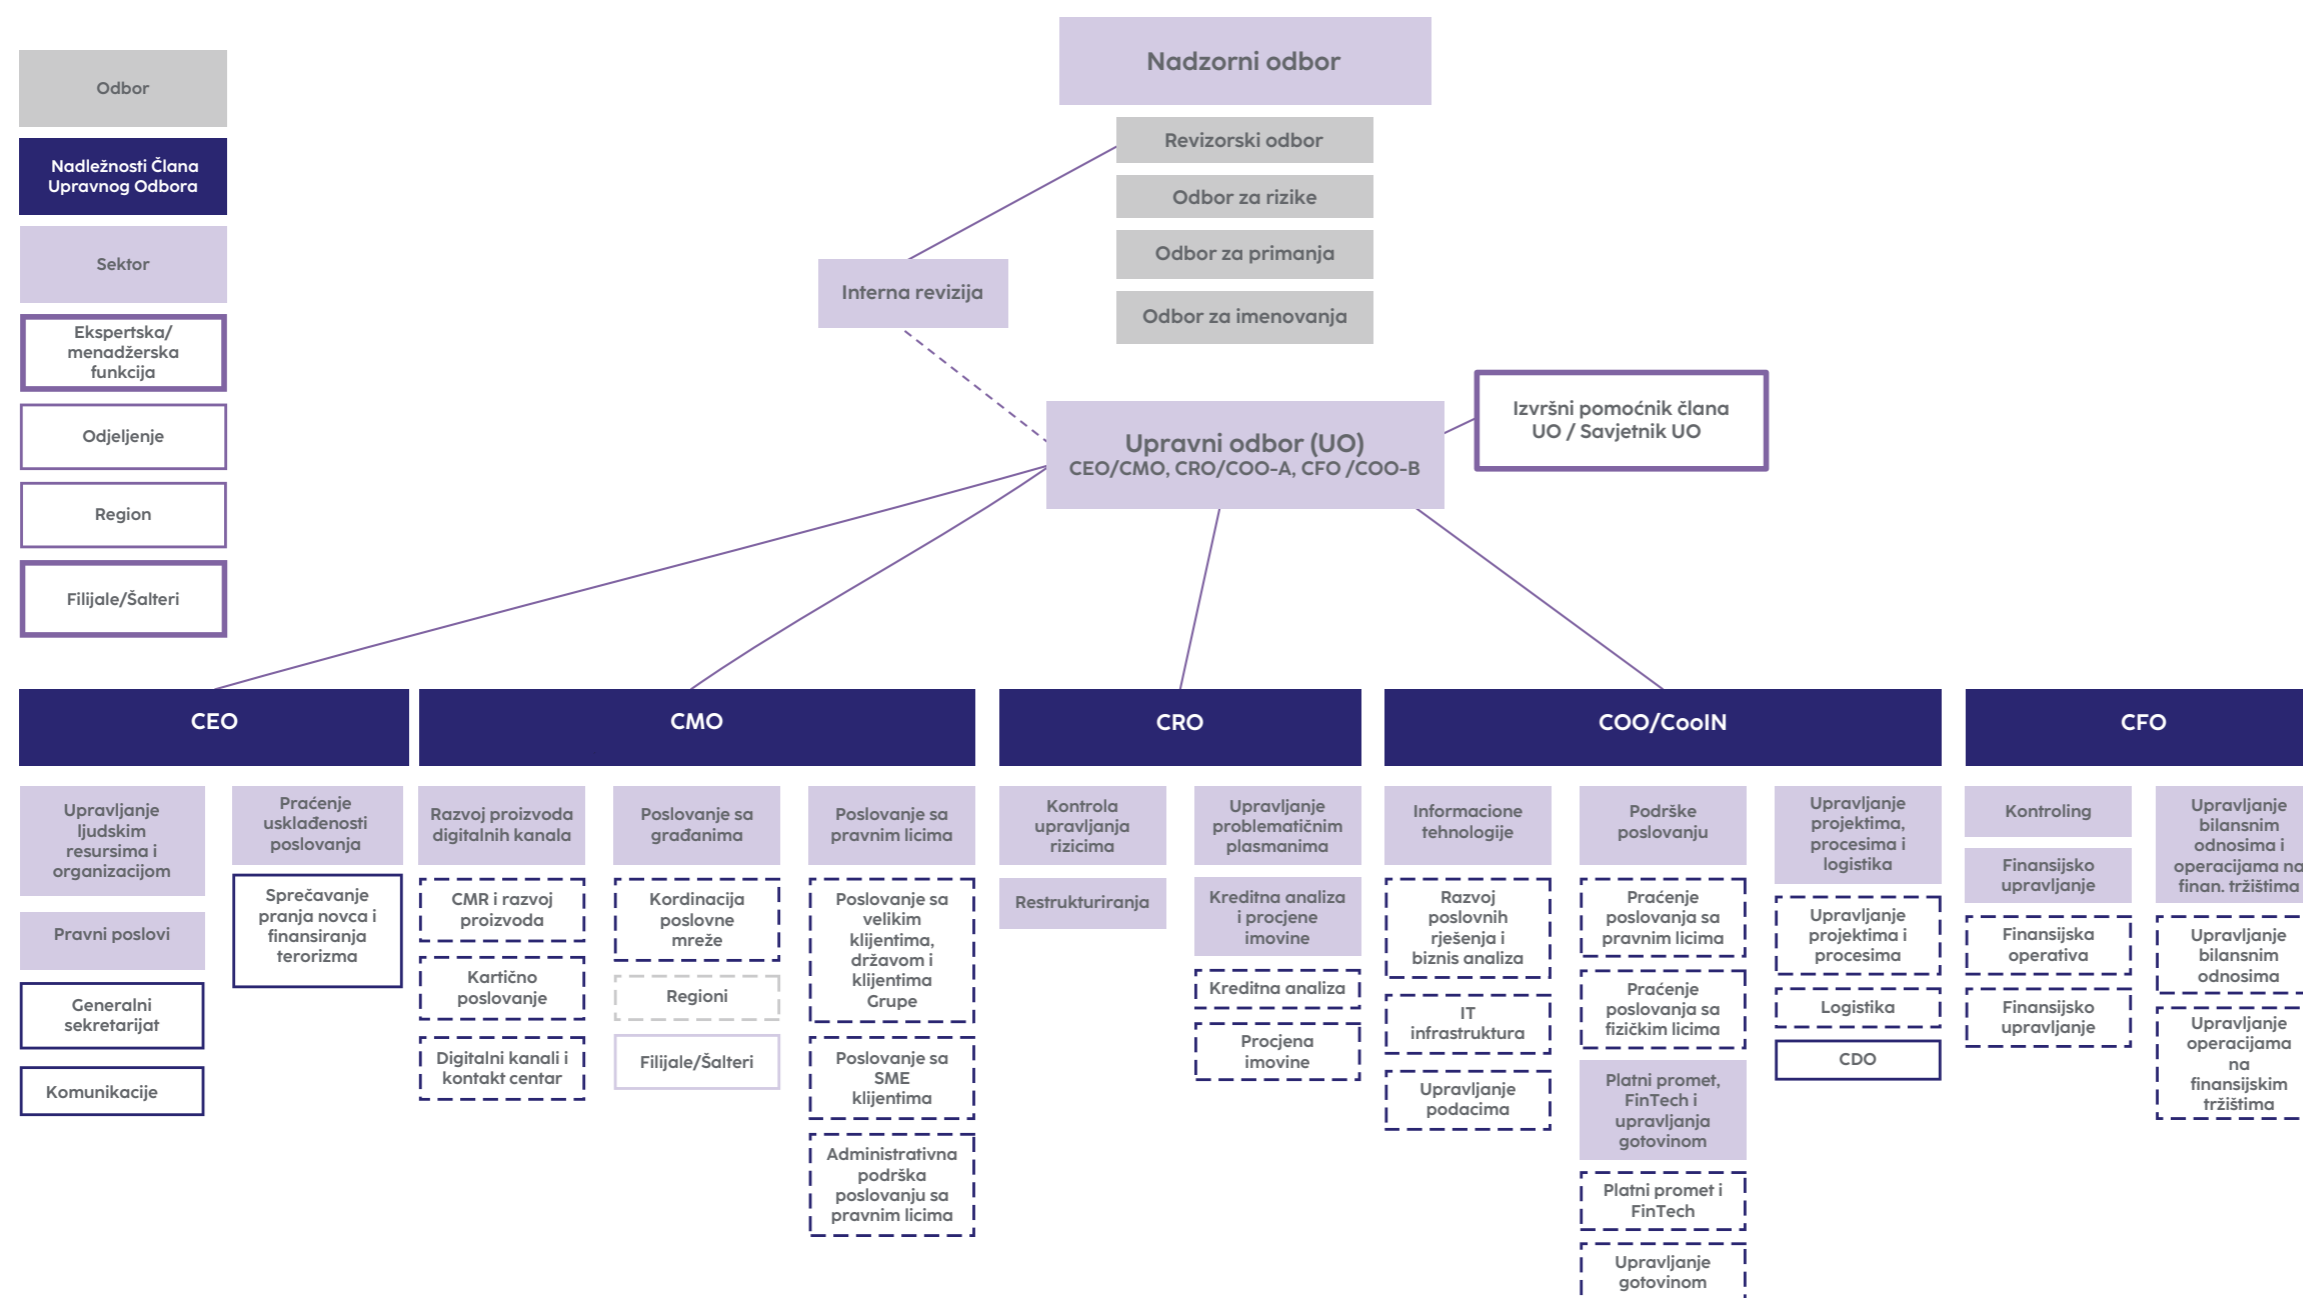 Odbor
Nadležnosti Člana
Upravnog Odbora
Sektor
Ekspertska/
menadžerska
funkcija
Odjeljenje
Region
Filijale/Šalteri
Nadzorni odbor
Revizorski odbor
Odbor za rizike
Odbor za primanja
Odbor za imenovanja
Interna revizija
Upravni odbor (UO)
CEO/CMO, CRO/COO-A, CFO /COO-B
Izvršni pomoćnik člana
UO / Savjetnik UO
CEO
Upravljanje
ljudskim
resursima i
organizacijom
Pravni poslovi
Generalni
sekretarijat
Komunikacije
Praćenje
usklađenosti
poslovanja
Sprečavanje
pranja novca i
finansiranja
terorizma
CMO
Razvoj proizvoda
digitalnih kanala
CMR i razvoj
proizvoda
Kartično
poslovanje
Digitalni kanali i
kontakt centar
Poslovanje sa
građanima
Kordinacija
poslovne
mreže
Regioni
Filijale/Šalteri
Poslovanje sa
pravnim licima
Poslovanje sa
velikim
klijentima,
državom i
klijentima
Grupe
Poslovanje sa
SME
klijentima
Administrativna
podrška
poslovanju sa
pravnim licima
CRO
Kontrola
upravljanja
rizicima
Restrukturiranja
Upravljanje
problematičnim
plasmanima
Kreditna analiza
i procjene
imovine
Kreditna analiza
Procjena
imovine
COO/CooIN
Informacione
tehnologije
Razvoj
poslovnih
rješenja i
biznis analiza
IT
infrastruktura
Upravljanje
podacima
Podrške
poslovanju
Praćenje
poslovanja sa
pravnim licima
Praćenje
poslovanja sa
fizičkim licima
Platni promet,
FinTech i
upravljanja
gotovinom
Platni promet i
FinTech
Upravljanje
gotovinom
Upravljanje
projektima,
procesima i
logistika
Upravljanje
projektima i
procesima
Logistika
CDO
CFO
Kontroling
Finansijsko
upravljanje
Finansijska
operativa
Finansijsko
upravljanje
Upravljanje
bilansnim
odnosima i
operacijama na
finan. tržištima
Upravljanje
bilansnim
odnosima
Upravljanje
operacijama
na
finansijskim
tržištima